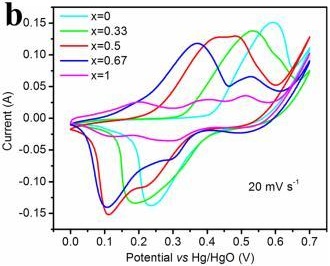 b
x=0
x=0.33
x=0.5
x=0.67
x=1
0.15
0.10
0.05
0.00
-0.05
-0.10
-0.15
Current (A)
20 mV s⁻¹
0.0 0.1 0.2 0.3 0.4 0.5 0.6 0.7
Potential vs Hg/HgO (V)